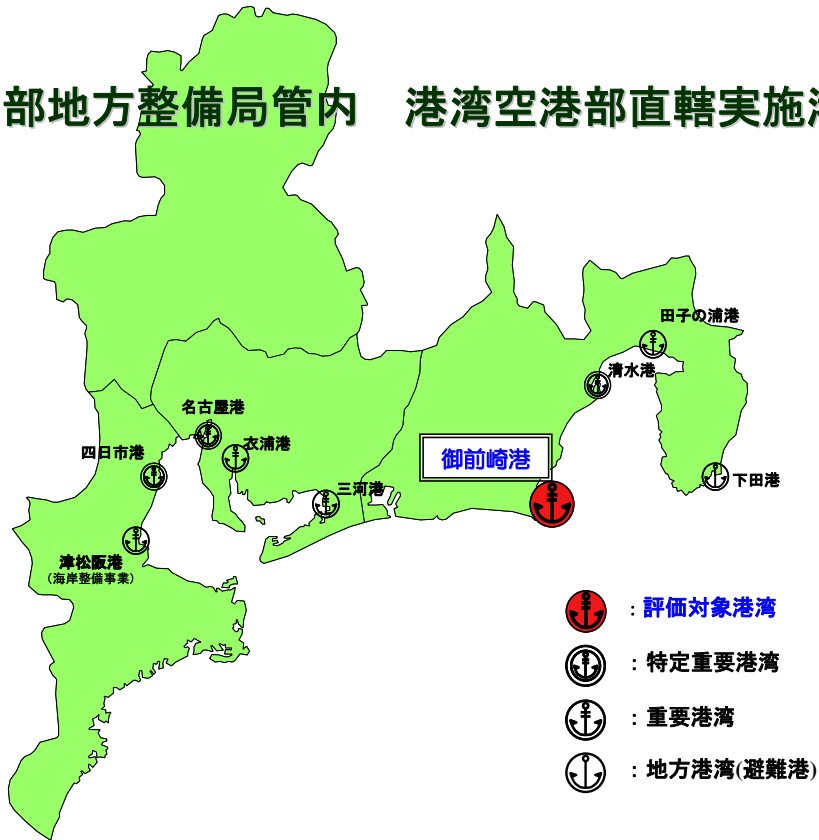 部地方整備局管内　港湾空港部直轄実施
田子の浦港
清水港
名古屋港
衣浦港
四日市港
御前崎港
三河港
下田港
津松阪港
（海岸整備事業）
：評価対象港湾
：特定重要港湾
：重要港湾
：地方港湾(避難港)